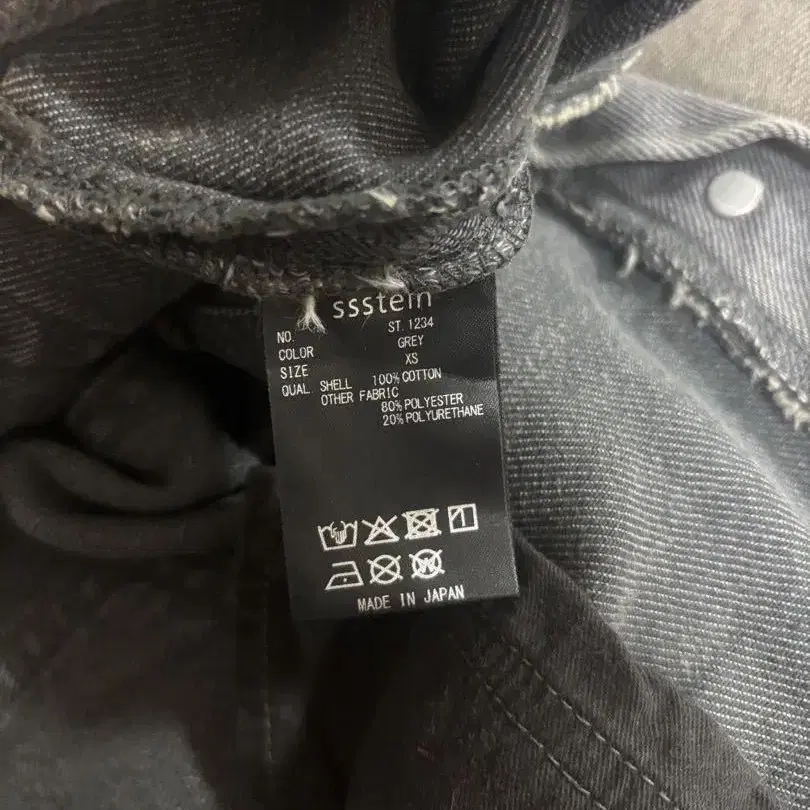 ssstein
NO. ST. 1234
COLOR GREY
SIZE XS
QUAL SHELL 100% COTTON
OTHER FABRIC
80% POLYESTER
20% POLYURETHANE
MADE IN JAPAN